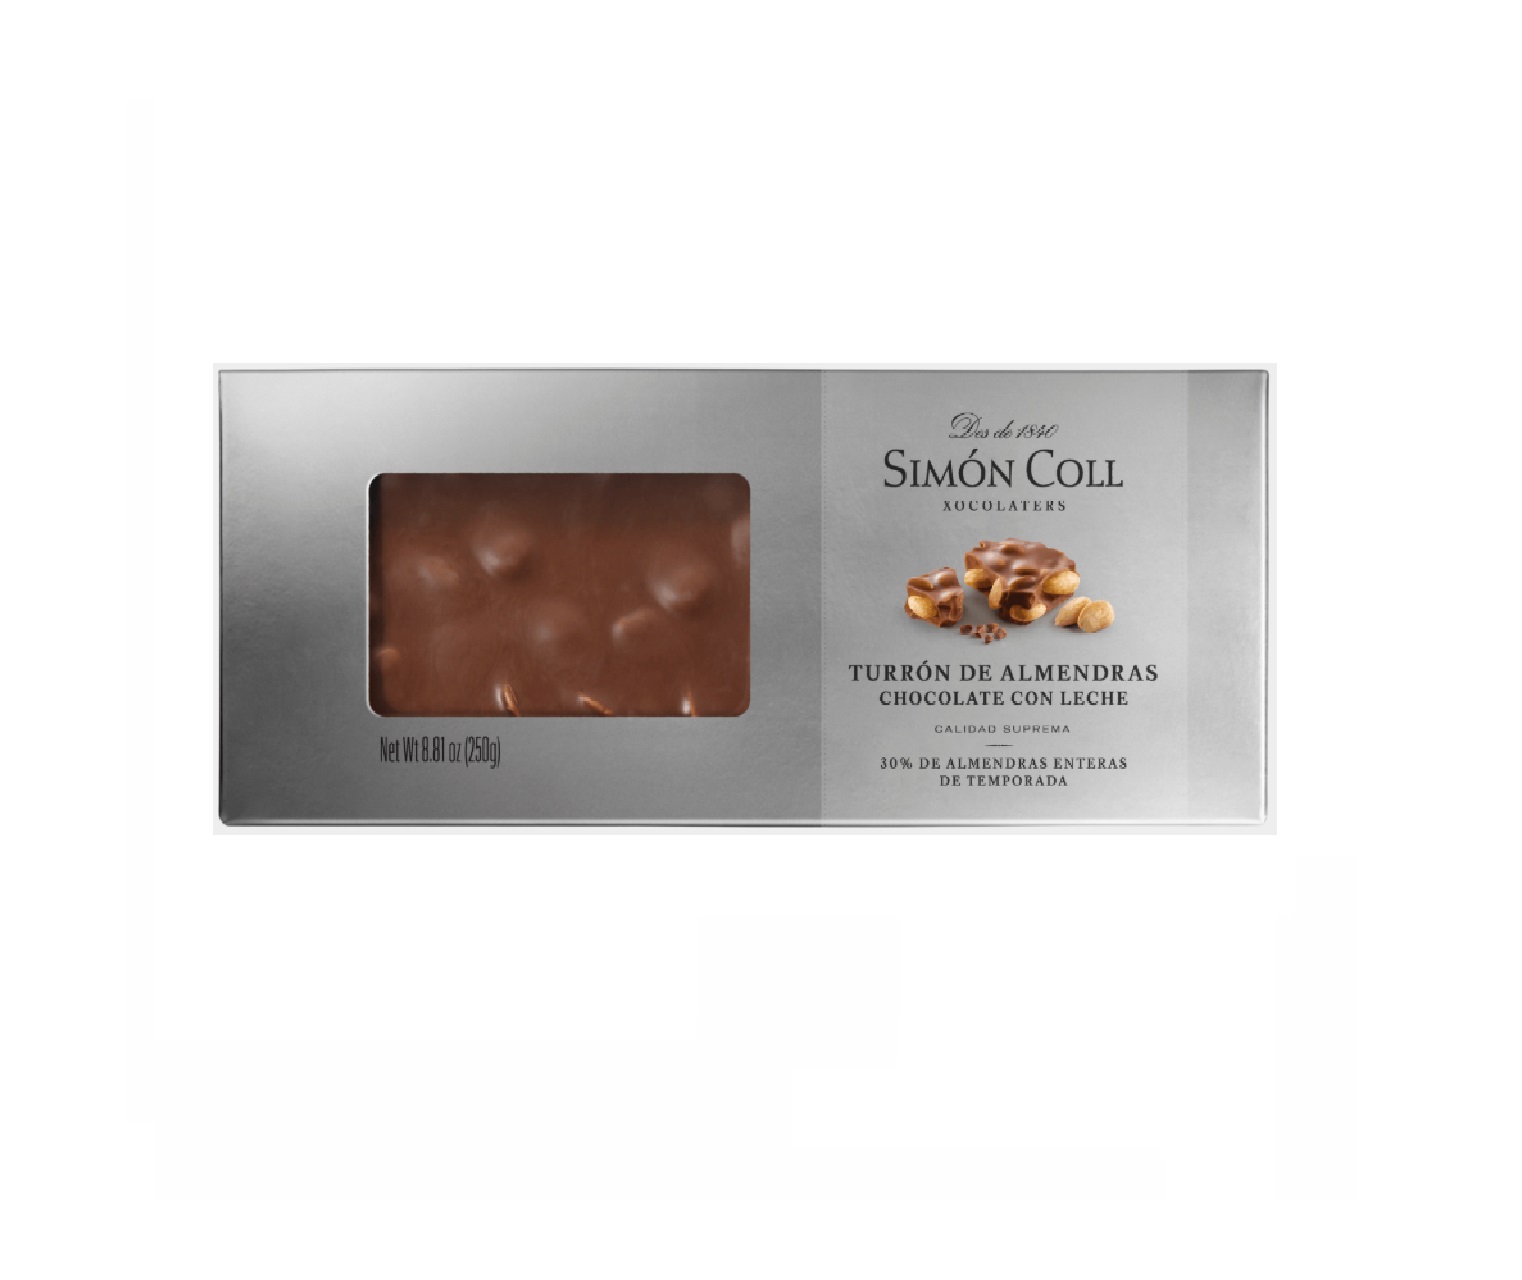 Des de 1840
SIMÓN COLL
XOCOLATERS
TURRÓN DE ALMENDRAS
CHOCOLATE CON LECHE
CALIDAD SUPREMA
30% DE ALMENDRAS ENTERAS
DE TEMPORADA
Net Wt 8.81 oz (250g)